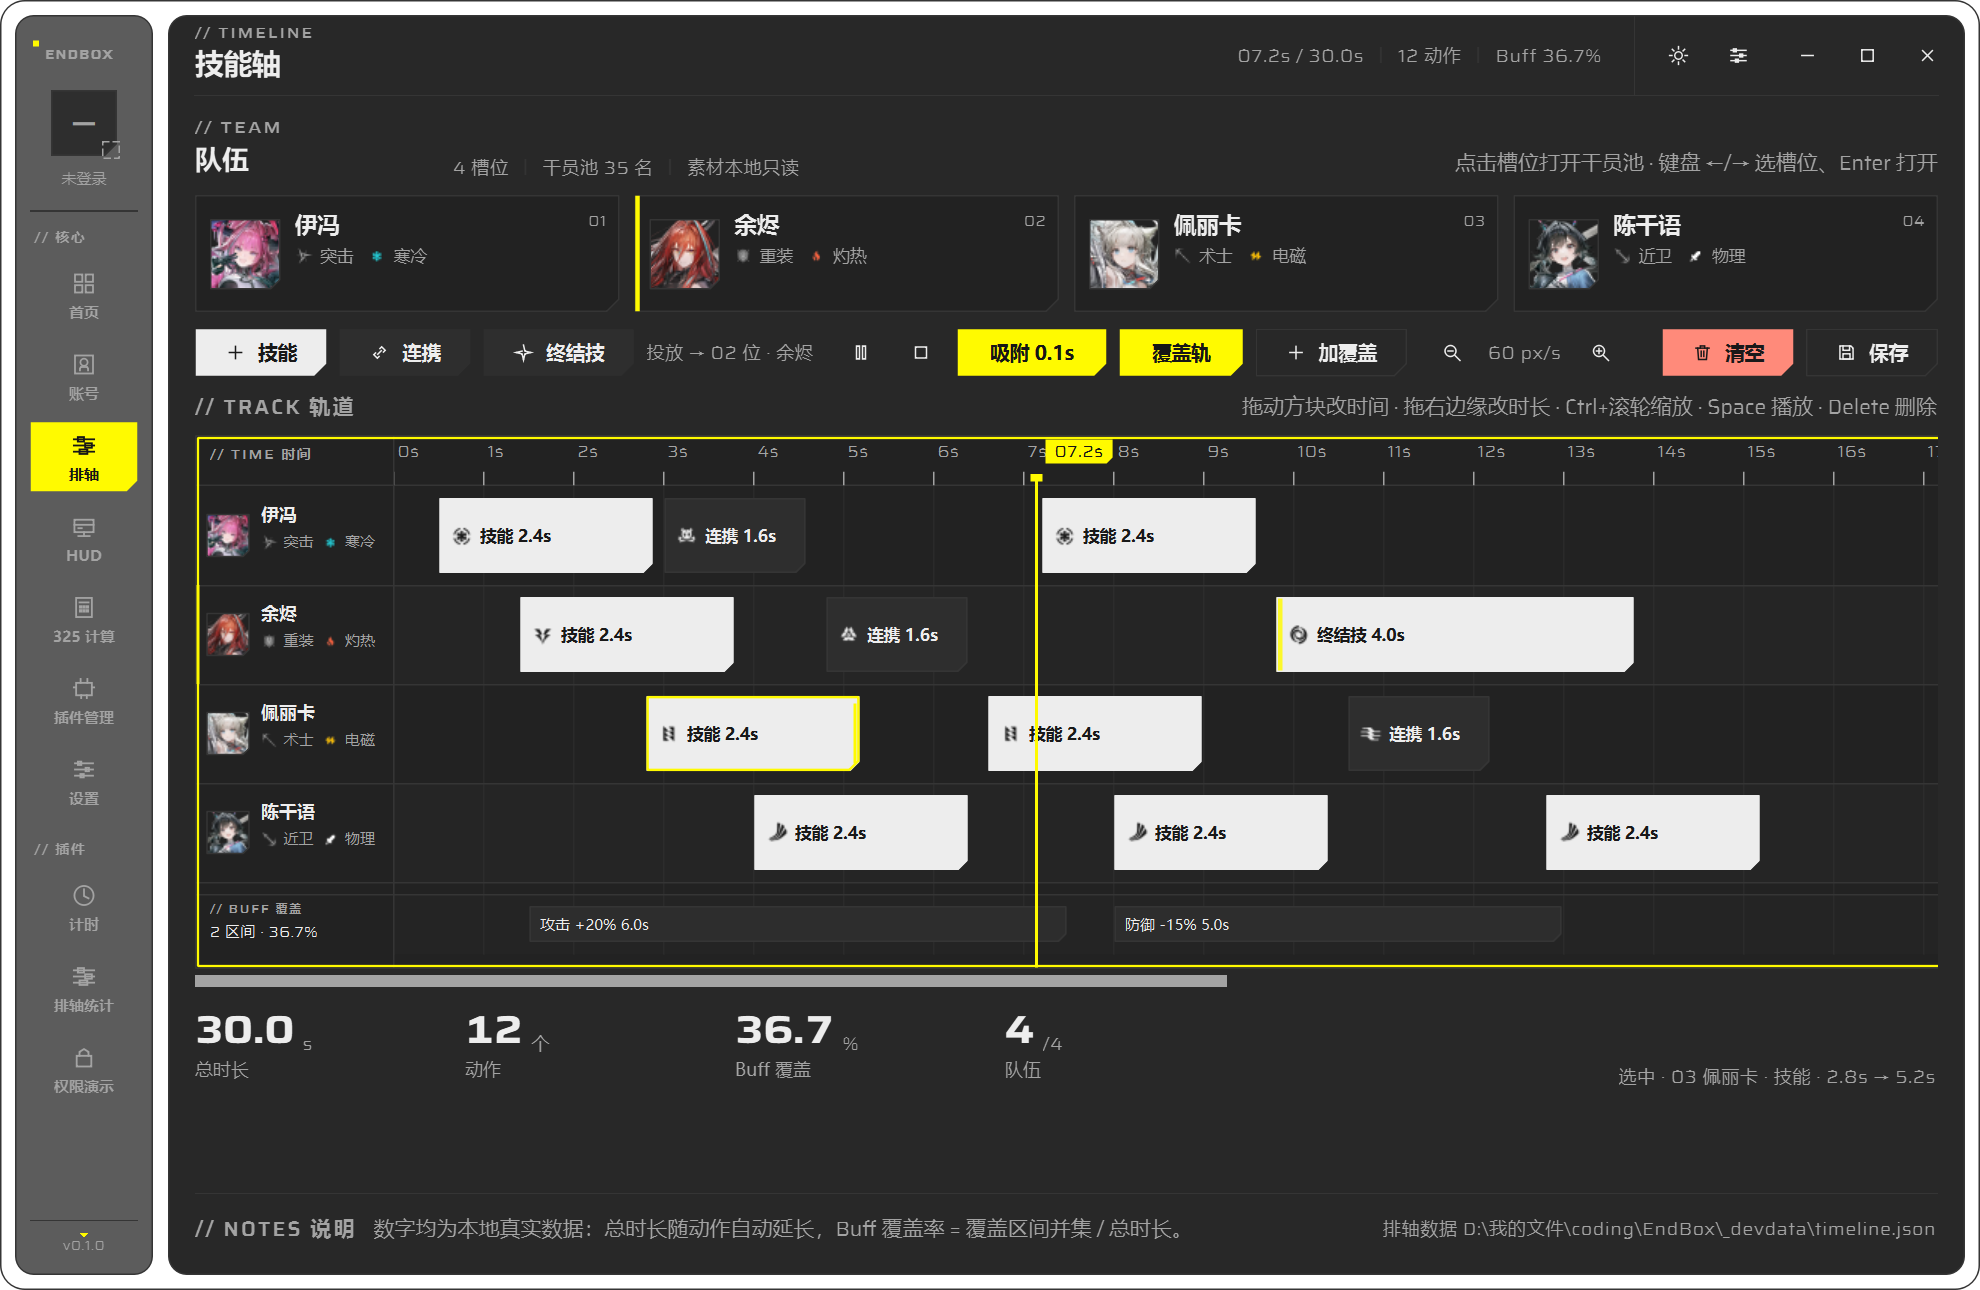 ENDBOX
未登录
// 核心
首页
账号
排轴
HUD
325 计算
插件管理
设置
// 插件
计时
排轴统计
权限演示
v0.1.0
// TIMELINE
技能轴
07.2s / 30.0s
12 动作
Buff 36.7%
// TEAM
队伍
4 槽位
干员池 35 名
素材本地只读
点击槽位打开干员池 · 键盘 ←/→ 选槽位、Enter 打开
伊冯 01
突击 寒冷
余烬 02
重装 灼热
佩丽卡 03
术士 电磁
陈千语 04
近卫 物理
技能
连携
终结技
投放 → 02 位 · 余烬
吸附 0.1s
覆盖轨
加覆盖
60 px/s
清空
保存
// TRACK 轨道
拖动方块改时间 · 拖右边缘改时长 · Ctrl+滚轮缩放 · Space 播放 · Delete 删除
// TIME 时间
0s 1s 2s 3s 4s 5s 6s 7s 07.2s 8s 9s 10s 11s 12s 13s 14s 15s 16s
伊冯
突击 寒冷
技能 2.4s
连携 1.6s
技能 2.4s
余烬
重装 灼热
技能 2.4s
连携 1.6s
终结技 4.0s
佩丽卡
术士 电磁
技能 2.4s
技能 2.4s
连携 1.6s
陈千语
近卫 物理
技能 2.4s
技能 2.4s
技能 2.4s
// BUFF 覆盖
2 区间 · 36.7%
攻击 +20% 6.0s
防御 -15% 5.0s
30.0 s
总时长
12 个
动作
36.7 %
Buff 覆盖
4 /4
队伍
选中 · 03 佩丽卡 · 技能 · 2.8s → 5.2s
// NOTES 说明 数字均为本地真实数据：总时长随动作自动延长，Buff 覆盖率 = 覆盖区间并集 / 总时长。
排轴数据 D:\我的文件\coding\EndBox\_devdata\timeline.json